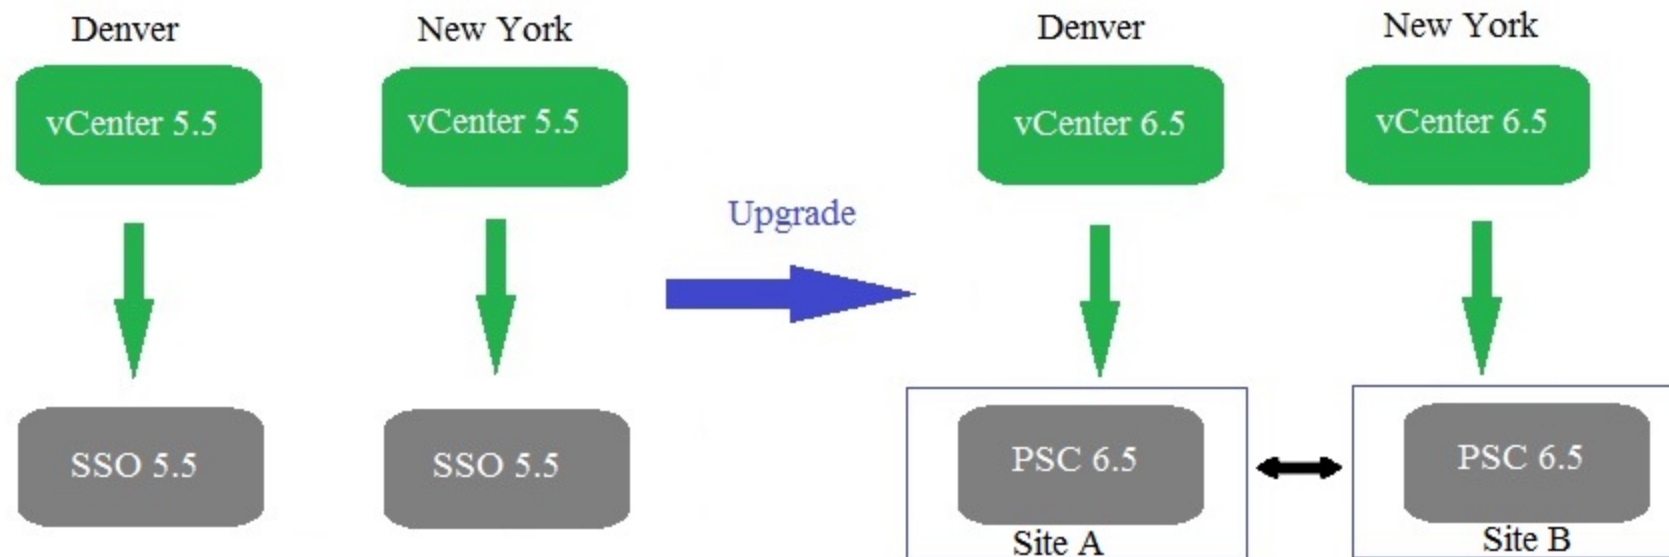 Denver
New York
Denver
New York
vCenter 5.5
vCenter 5.5
vCenter 6.5
vCenter 6.5
Upgrade
SSO 5.5
SSO 5.5
PSC 6.5
PSC 6.5
Site A
Site B